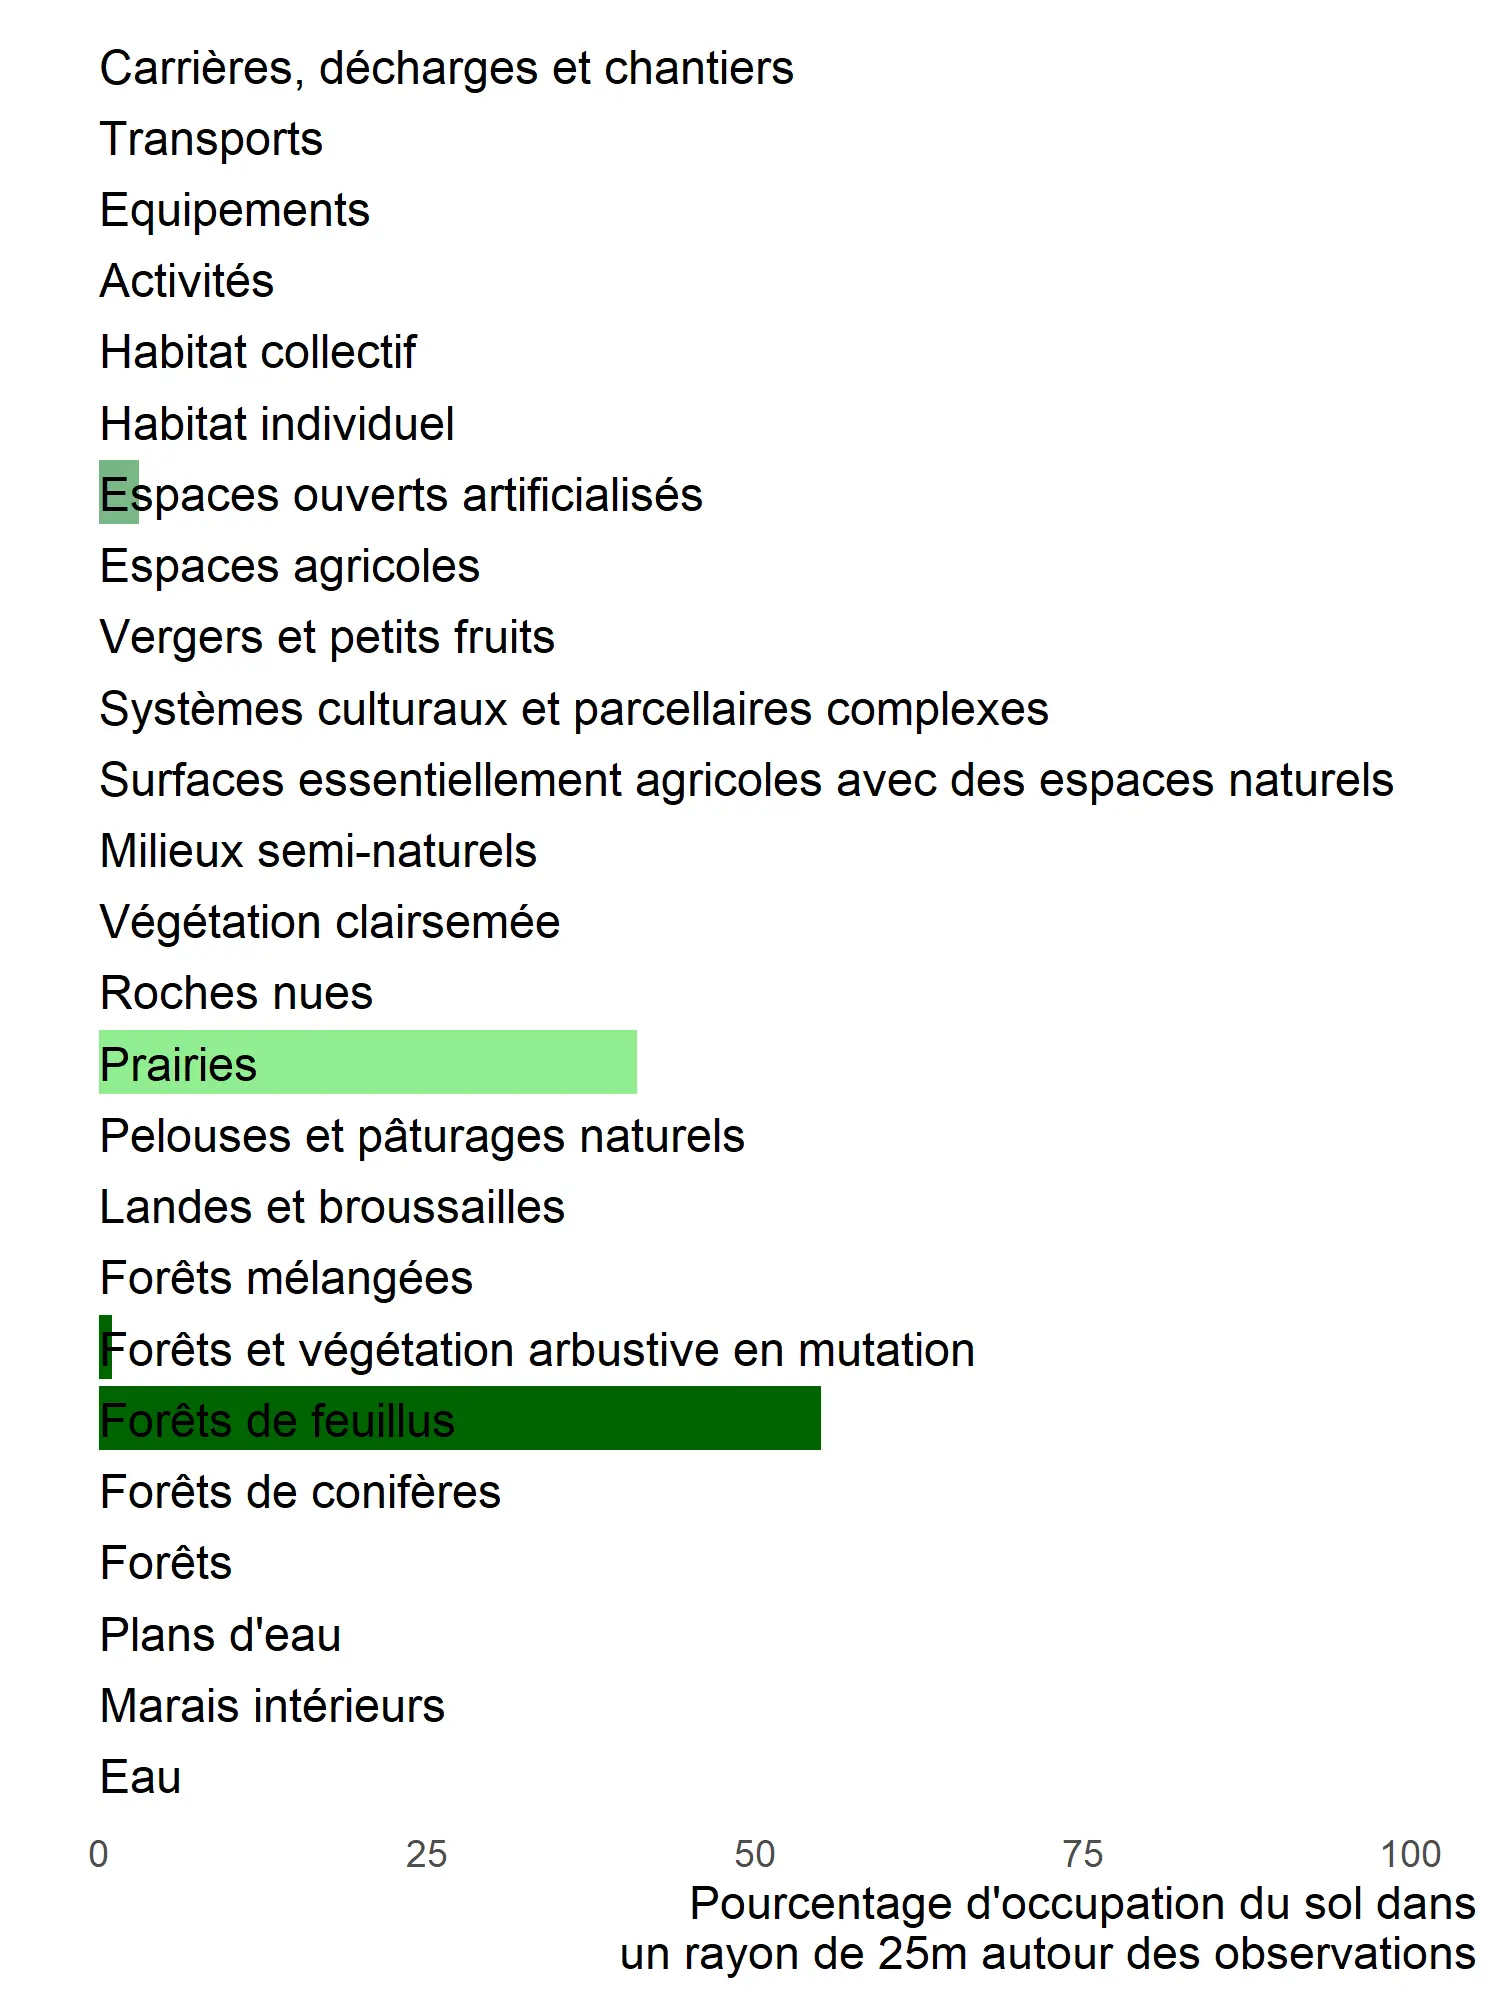 Carrières, décharges et chantiers
Transports
Equipements
Activités
Habitat collectif
Habitat individuel
Espaces ouverts artificialisés
Espaces agricoles
Vergers et petits fruits
Systèmes culturaux et parcellaires complexes
Surfaces essentiellement agricoles avec des espaces naturels
Milieux semi-naturels
Végétation clairsemée
Roches nues
Prairies
Pelouses et pâturages naturels
Landes et broussailles
Forêts mélangées
Forêts et végétation arbustive en mutation
Forêts de feuillus
Forêts de conifères
Forêts
Plans d'eau
Marais intérieurs
Eau
0 25 50 75 100
Pourcentage d'occupation du sol dans
un rayon de 25m autour des observations